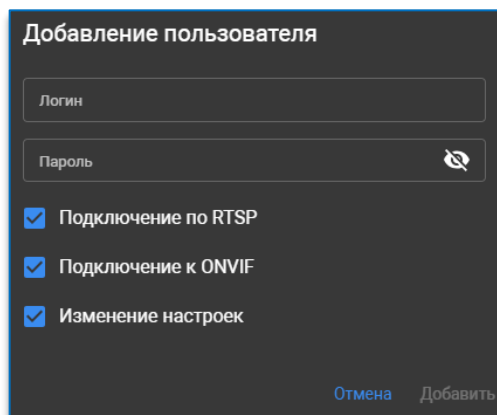 Добавление пользователя
Логин
Пароль
Подключение по RTSP
Подключение к ONVIF
Изменение настроек
Отмена Добавить